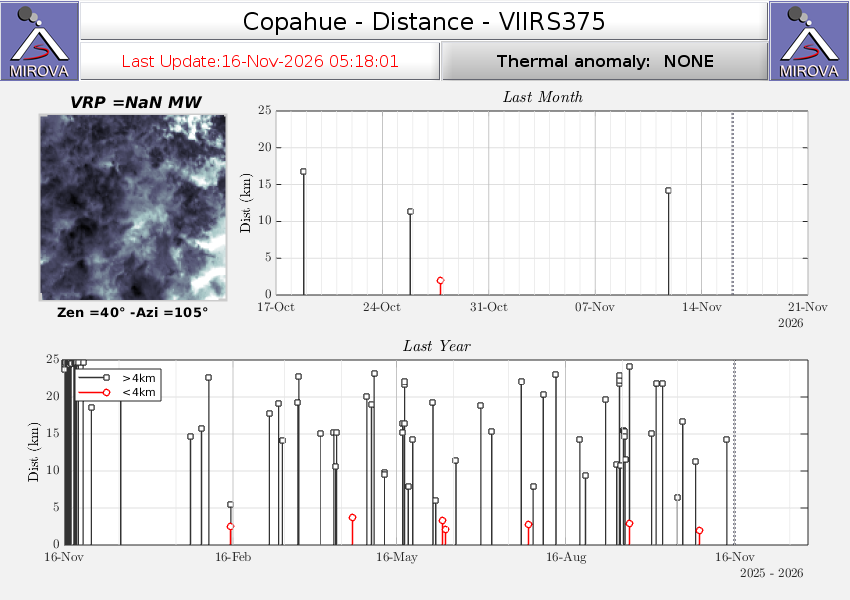 Copahue - Distance - VIIRS375
MIROVA
Last Update:16-Nov-2026 05:18:01
Thermal anomaly: NONE
MIROVA
VRP =NaN MW
Zen =40° -Azi =105°
Last Month
Dist (km)
25
20
15
10
5
0
17-Oct 24-Oct 31-Oct 07-Nov 14-Nov 21-Nov
2026
Last Year
Dist (km)
25
20
15
10
5
0
>4km
<4km
16-Nov 16-Feb 16-May 16-Aug 16-Nov
2025 - 2026